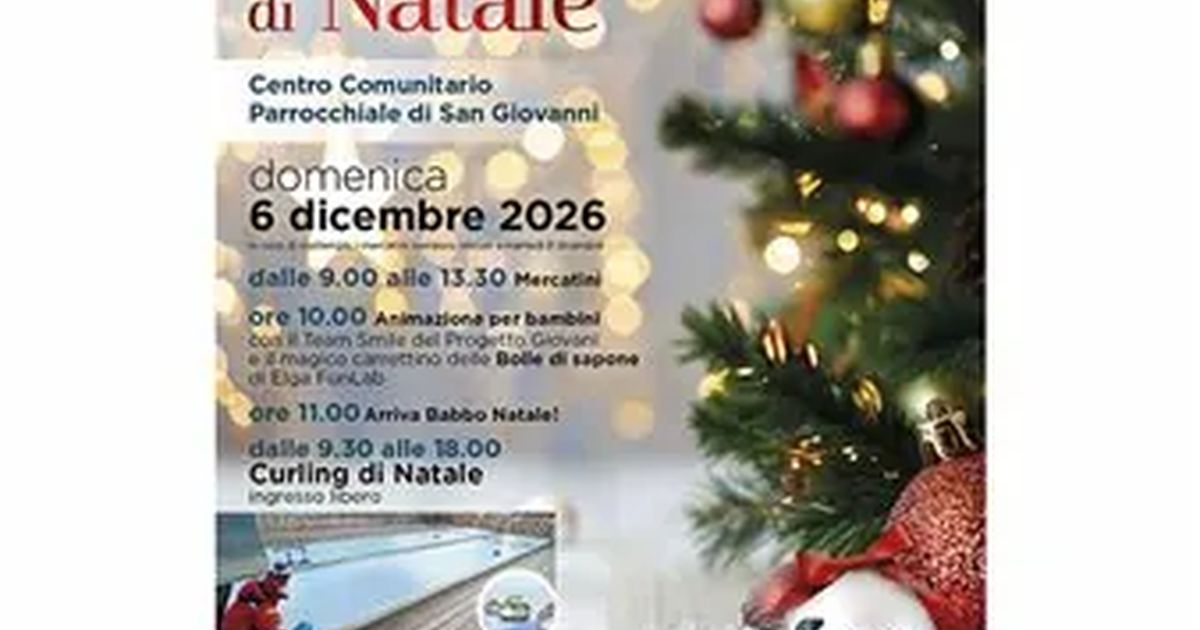 di Natale
Centro Comunitario
Parrocchiale di San Giovanni
domenica
6 dicembre 2026
dalle 9.00 alle 13.30 Mercatini
ore 10.00 Animazione per bambini
con il Team Smile del Progetto Giovani
e il magico carrettino delle Bolle di sapone
di Elga FunLab
ore 11.00 Arriva Babbo Natale!
dalle 9.30 alle 18.00
Curling di Natale
ingresso libero